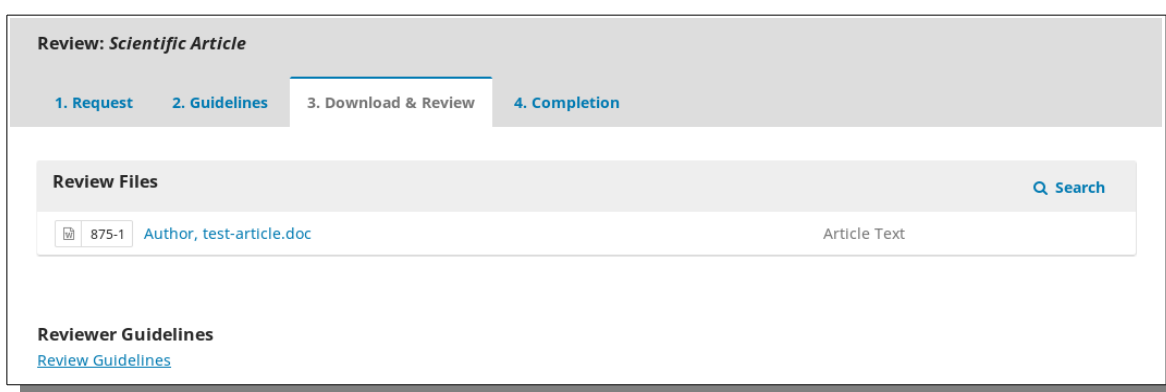 Review: Scientific Article
1. Request 2. Guidelines 3. Download & Review 4. Completion
Review Files
Search
875-1 Author, test-article.doc Article Text
Reviewer Guidelines
Review Guidelines